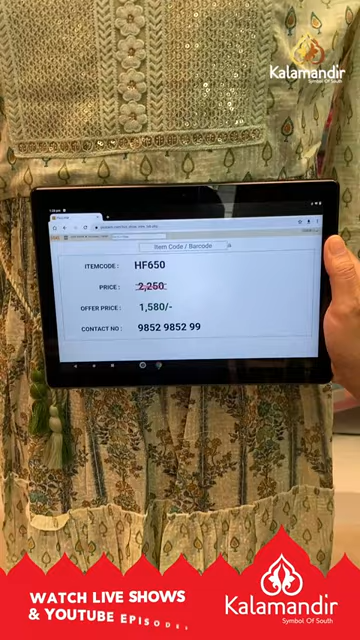 Kalamandir
Symbol Of South
Item Code / Barcode
ITEMCODE : HF650
PRICE : 2,250
OFFER PRICE : 1,580/-
CONTACT NO : 9852 9852 99
WATCH LIVE SHOWS
& YOUTUBE EPISODES
Kalamandir
Symbol Of South